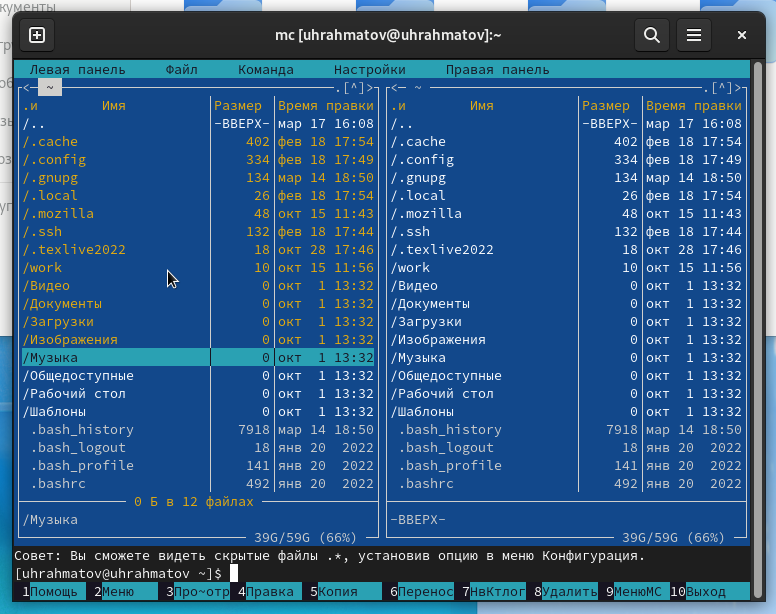 mc [uhrahmatov@uhrahmatov]:~
Левая панель Файл Команда Настройки Правая панель
<─ ~ .[^]> <─ ~ .[^]>
.и Имя Размер Время правки .и Имя Размер Время правки
/.. -ВВЕРХ- мар 17 16:08 /.. -ВВЕРХ- мар 17 16:08
/.cache 402 фев 18 17:54 /.cache 402 фев 18 17:54
/.config 334 фев 18 17:49 /.config 334 фев 18 17:49
/.gnupg 134 мар 14 18:50 /.gnupg 134 мар 14 18:50
/.local 26 фев 18 17:54 /.local 26 фев 18 17:54
/.mozilla 48 окт 15 11:43 /.mozilla 48 окт 15 11:43
/.ssh 132 фев 18 17:44 /.ssh 132 фев 18 17:44
/.texlive2022 18 окт 28 17:46 /.texlive2022 18 окт 28 17:46
/work 10 окт 15 11:56 /work 10 окт 15 11:56
/Видео 0 окт 1 13:32 /Видео 0 окт 1 13:32
/Документы 0 окт 1 13:32 /Документы 0 окт 1 13:32
/Загрузки 0 окт 1 13:32 /Загрузки 0 окт 1 13:32
/Изображения 0 окт 1 13:32 /Изображения 0 окт 1 13:32
/Музыка 0 окт 1 13:32 /Музыка 0 окт 1 13:32
/Общедоступные 0 окт 1 13:32 /Общедоступные 0 окт 1 13:32
/Рабочий стол 0 окт 1 13:32 /Рабочий стол 0 окт 1 13:32
/Шаблоны 0 окт 1 13:32 /Шаблоны 0 окт 1 13:32
.bash_history 7918 мар 14 18:50 .bash_history 7918 мар 14 18:50
.bash_logout 18 янв 20 2022 .bash_logout 18 янв 20 2022
.bash_profile 141 янв 20 2022 .bash_profile 141 янв 20 2022
.bashrc 492 янв 20 2022 .bashrc 492 янв 20 2022
0 Б в 12 файлах
/Музыка -ВВЕРХ-
39G/59G (66%) 39G/59G (66%)
Совет: Вы сможете видеть скрытые файлы .*, установив опцию в меню Конфигурация.
[uhrahmatov@uhrahmatov ~]$
1Помощь 2Меню 3Про~отр 4Правка 5Копия 6Перенос 7НвКтлог 8Удалить 9МенюМС 10Выход